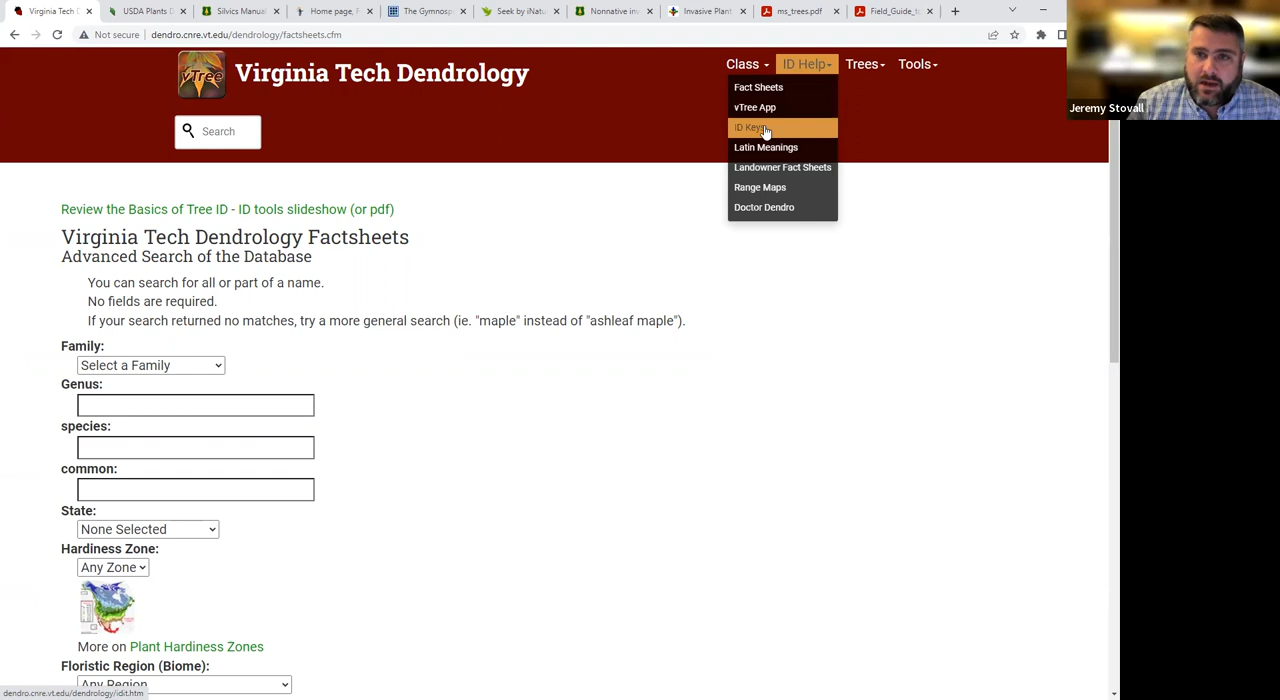 Virginia Tech D
USDA Plants D
Silvics Manual
Home page, F
The Gymnosp
Seek by iNatu
Nonnative inv
Invasive Plant
ms_trees.pdf
Field_Guide_to
Not secure
dendro.cnre.vt.edu/dendrology/factsheets.cfm
vTree
Virginia Tech Dendrology
Class
ID Help
Trees
Tools
Search
Fact Sheets
vTree App
ID Keys
Latin Meanings
Landowner Fact Sheets
Range Maps
Doctor Dendro
Jeremy Stovall
Review the Basics of Tree ID - ID tools slideshow (or pdf)
Virginia Tech Dendrology Factsheets
Advanced Search of the Database
You can search for all or part of a name.
No fields are required.
If your search returned no matches, try a more general search (ie. "maple" instead of "ashleaf maple").
Family:
Select a Family
Genus:
species:
common:
State:
None Selected
Hardiness Zone:
Any Zone
More on Plant Hardiness Zones
Floristic Region (Biome):
Any Region
dendro.cnre.vt.edu/dendrology/idit.htm